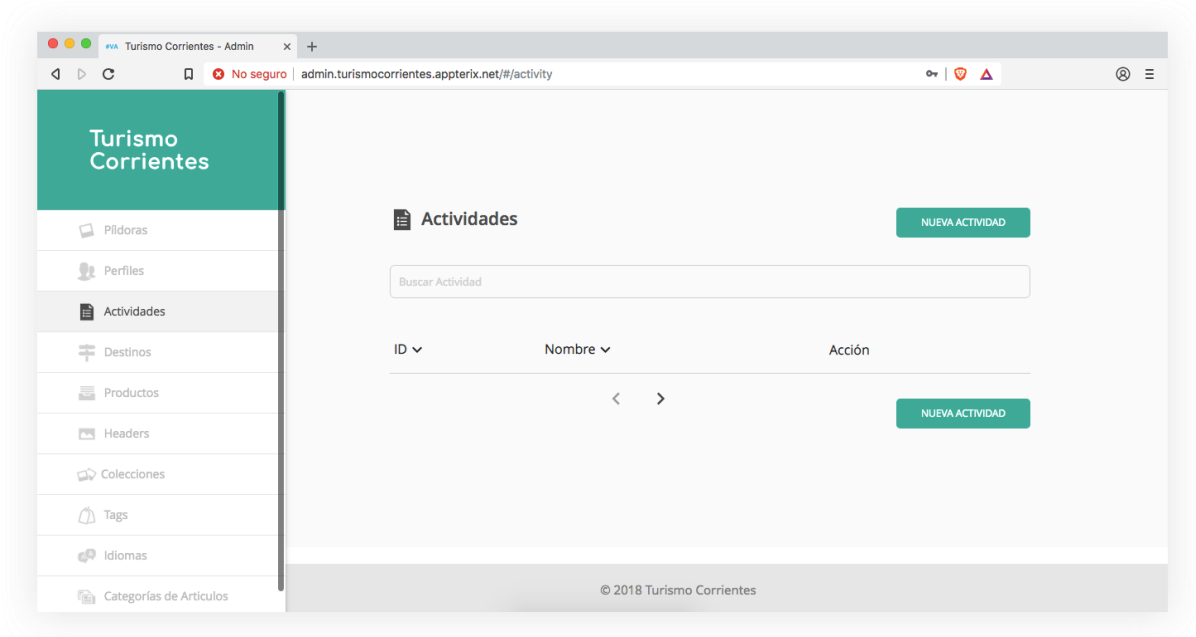 #VA Turismo Corrientes - Admin
No seguro admin.turismocorrientes.appterix.net/#/activity
Turismo
Corrientes
Píldoras
Perfiles
Actividades
Destinos
Productos
Headers
Colecciones
Tags
Idiomas
Categorías de Articulos
Actividades
NUEVA ACTIVIDAD
Buscar Actividad
ID Nombre Acción
NUEVA ACTIVIDAD
© 2018 Turismo Corrientes